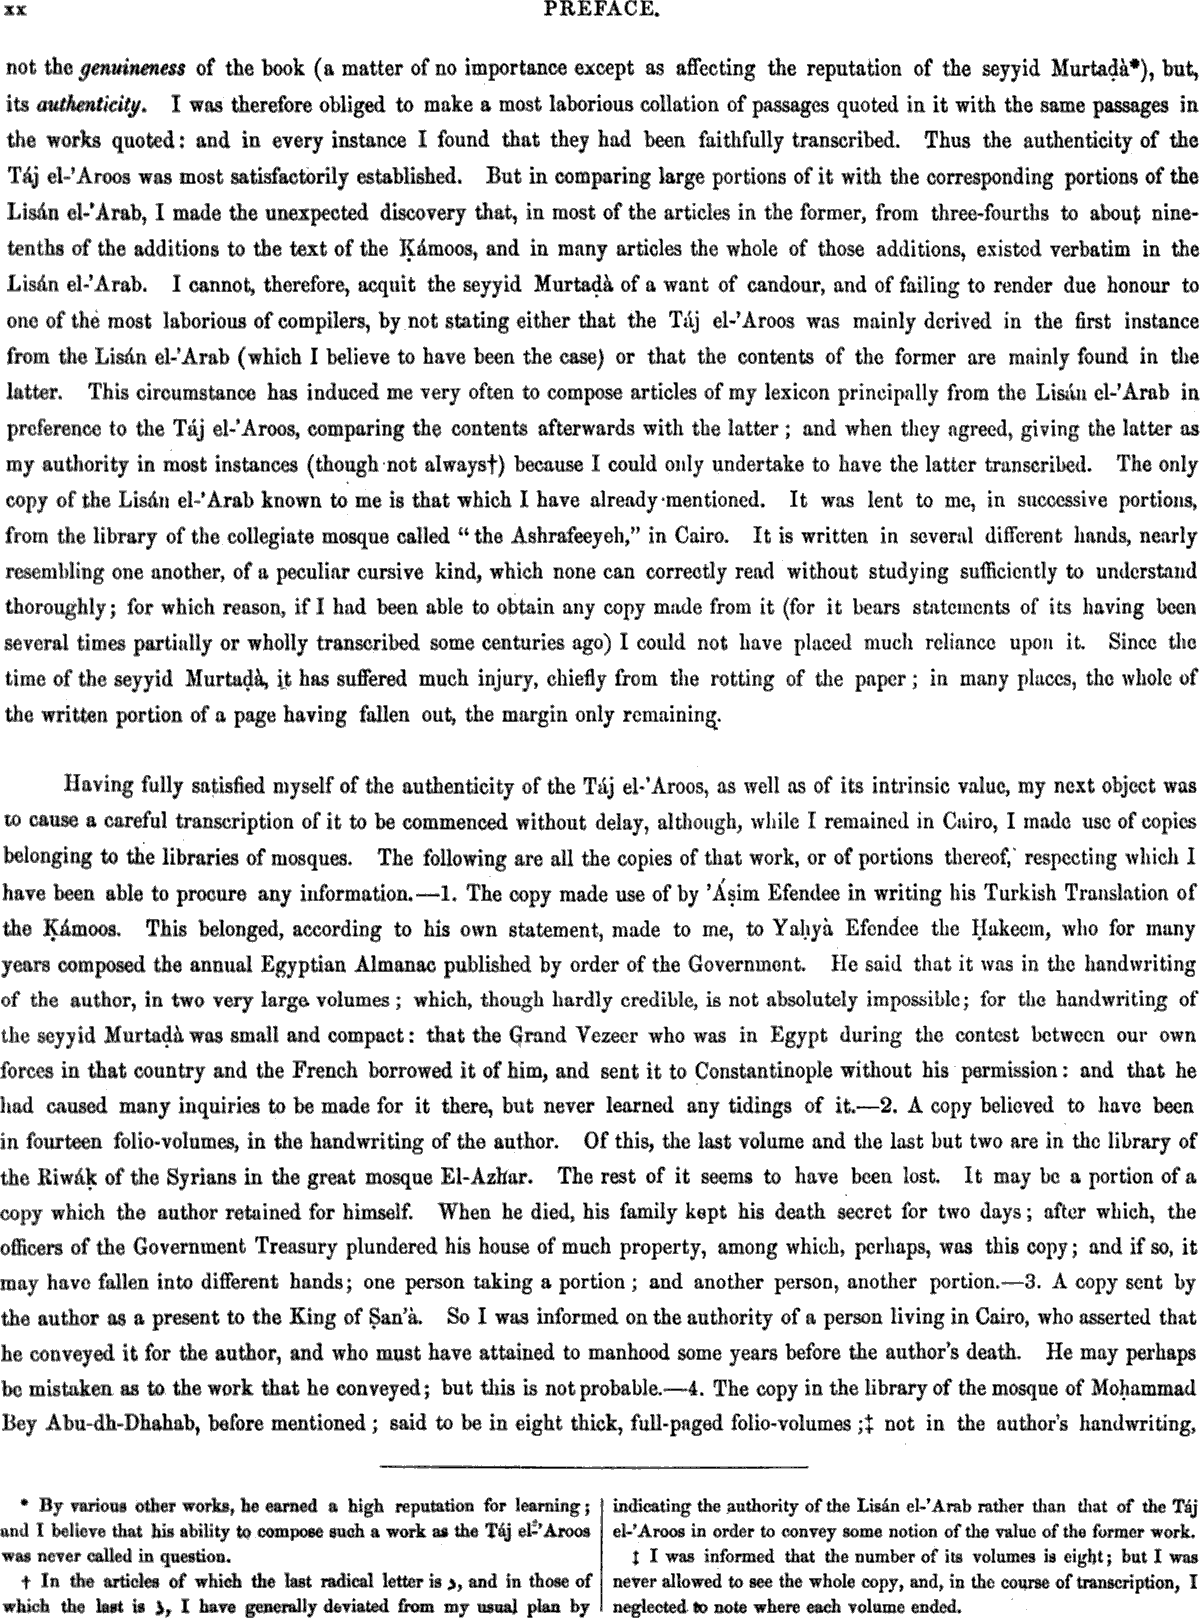 xx
PREFACE.
not the genuineness of the book (a matter of no importance except as affecting the reputation of the seyyid Murtaḍà*), but,
its authenticity. I was therefore obliged to make a most laborious collation of passages quoted in it with the same passages in
the works quoted: and in every instance I found that they had been faithfully transcribed. Thus the authenticity of the
Táj el-'Aroos was most satisfactorily established. But in comparing large portions of it with the corresponding portions of the
Lisán el-'Arab, I made the unexpected discovery that, in most of the articles in the former, from three-fourths to about nine-
tenths of the additions to the text of the Ḳámoos, and in many articles the whole of those additions, existed verbatim in the
Lisán el-'Arab. I cannot, therefore, acquit the seyyid Murtaḍà of a want of candour, and of failing to render due honour to
one of the most laborious of compilers, by not stating either that the Táj el-'Aroos was mainly derived in the first instance
from the Lisán el-'Arab (which I believe to have been the case) or that the contents of the former are mainly found in the
latter. This circumstance has induced me very often to compose articles of my lexicon principally from the Lisán el-'Arab in
preference to the Táj el-'Aroos, comparing the contents afterwards with the latter; and when they agreed, giving the latter as
my authority in most instances (though not always†) because I could only undertake to have the latter transcribed. The only
copy of the Lisán el-'Arab known to me is that which I have already mentioned. It was lent to me, in successive portions,
from the library of the collegiate mosque called "the Ashrafeeyeh," in Cairo. It is written in several different hands, nearly
resembling one another, of a peculiar cursive kind, which none can correctly read without studying sufficiently to understand
thoroughly; for which reason, if I had been able to obtain any copy made from it (for it bears statements of its having been
several times partially or wholly transcribed some centuries ago) I could not have placed much reliance upon it. Since the
time of the seyyid Murtaḍà, it has suffered much injury, chiefly from the rotting of the paper; in many places, the whole of
the written portion of a page having fallen out, the margin only remaining.
Having fully satisfied myself of the authenticity of the Táj el-'Aroos, as well as of its intrinsic value, my next object was
to cause a careful transcription of it to be commenced without delay, although, while I remained in Cairo, I made use of copies
belonging to the libraries of mosques. The following are all the copies of that work, or of portions thereof, respecting which I
have been able to procure any information.—1. The copy made use of by 'Áṣim Efendee in writing his Turkish Translation of
the Ḳámoos. This belonged, according to his own statement, made to me, to Yaḥyà Efendee the Ḥakeem, who for many
years composed the annual Egyptian Almanac published by order of the Government. He said that it was in the handwriting
of the author, in two very large volumes; which, though hardly credible, is not absolutely impossible; for the handwriting of
the seyyid Murtaḍà was small and compact: that the Grand Vezeer who was in Egypt during the contest between our own
forces in that country and the French borrowed it of him, and sent it to Constantinople without his permission: and that he
had caused many inquiries to be made for it there, but never learned any tidings of it.—2. A copy believed to have been
in fourteen folio-volumes, in the handwriting of the author. Of this, the last volume and the last but two are in the library of
the Riwáḳ of the Syrians in the great mosque El-Azhar. The rest of it seems to have been lost. It may be a portion of a
copy which the author retained for himself. When he died, his family kept his death secret for two days; after which, the
officers of the Government Treasury plundered his house of much property, among which, perhaps, was this copy; and if so, it
may have fallen into different hands; one person taking a portion; and another person, another portion.—3. A copy sent by
the author as a present to the King of Ṣan'à. So I was informed on the authority of a person living in Cairo, who asserted that
he conveyed it for the author, and who must have attained to manhood some years before the author's death. He may perhaps
be mistaken as to the work that he conveyed; but this is not probable.—4. The copy in the library of the mosque of Moḥammad
Bey Abu-dh-Dhahab, before mentioned; said to be in eight thick, full-paged folio-volumes;‡ not in the author's handwriting,
* By various other works, he earned a high reputation for learning;
and I believe that his ability to compose such a work as the Táj el-'Aroos
was never called in question.
† In the articles of which the last radical letter is د, and in those of
which the last is ذ, I have generally deviated from my usual plan by
indicating the authority of the Lisán el-'Arab rather than that of the Táj
el-'Aroos in order to convey some notion of the value of the former work.
‡ I was informed that the number of its volumes is eight; but I was
never allowed to see the whole copy, and, in the course of transcription, I
neglected to note where each volume ended.